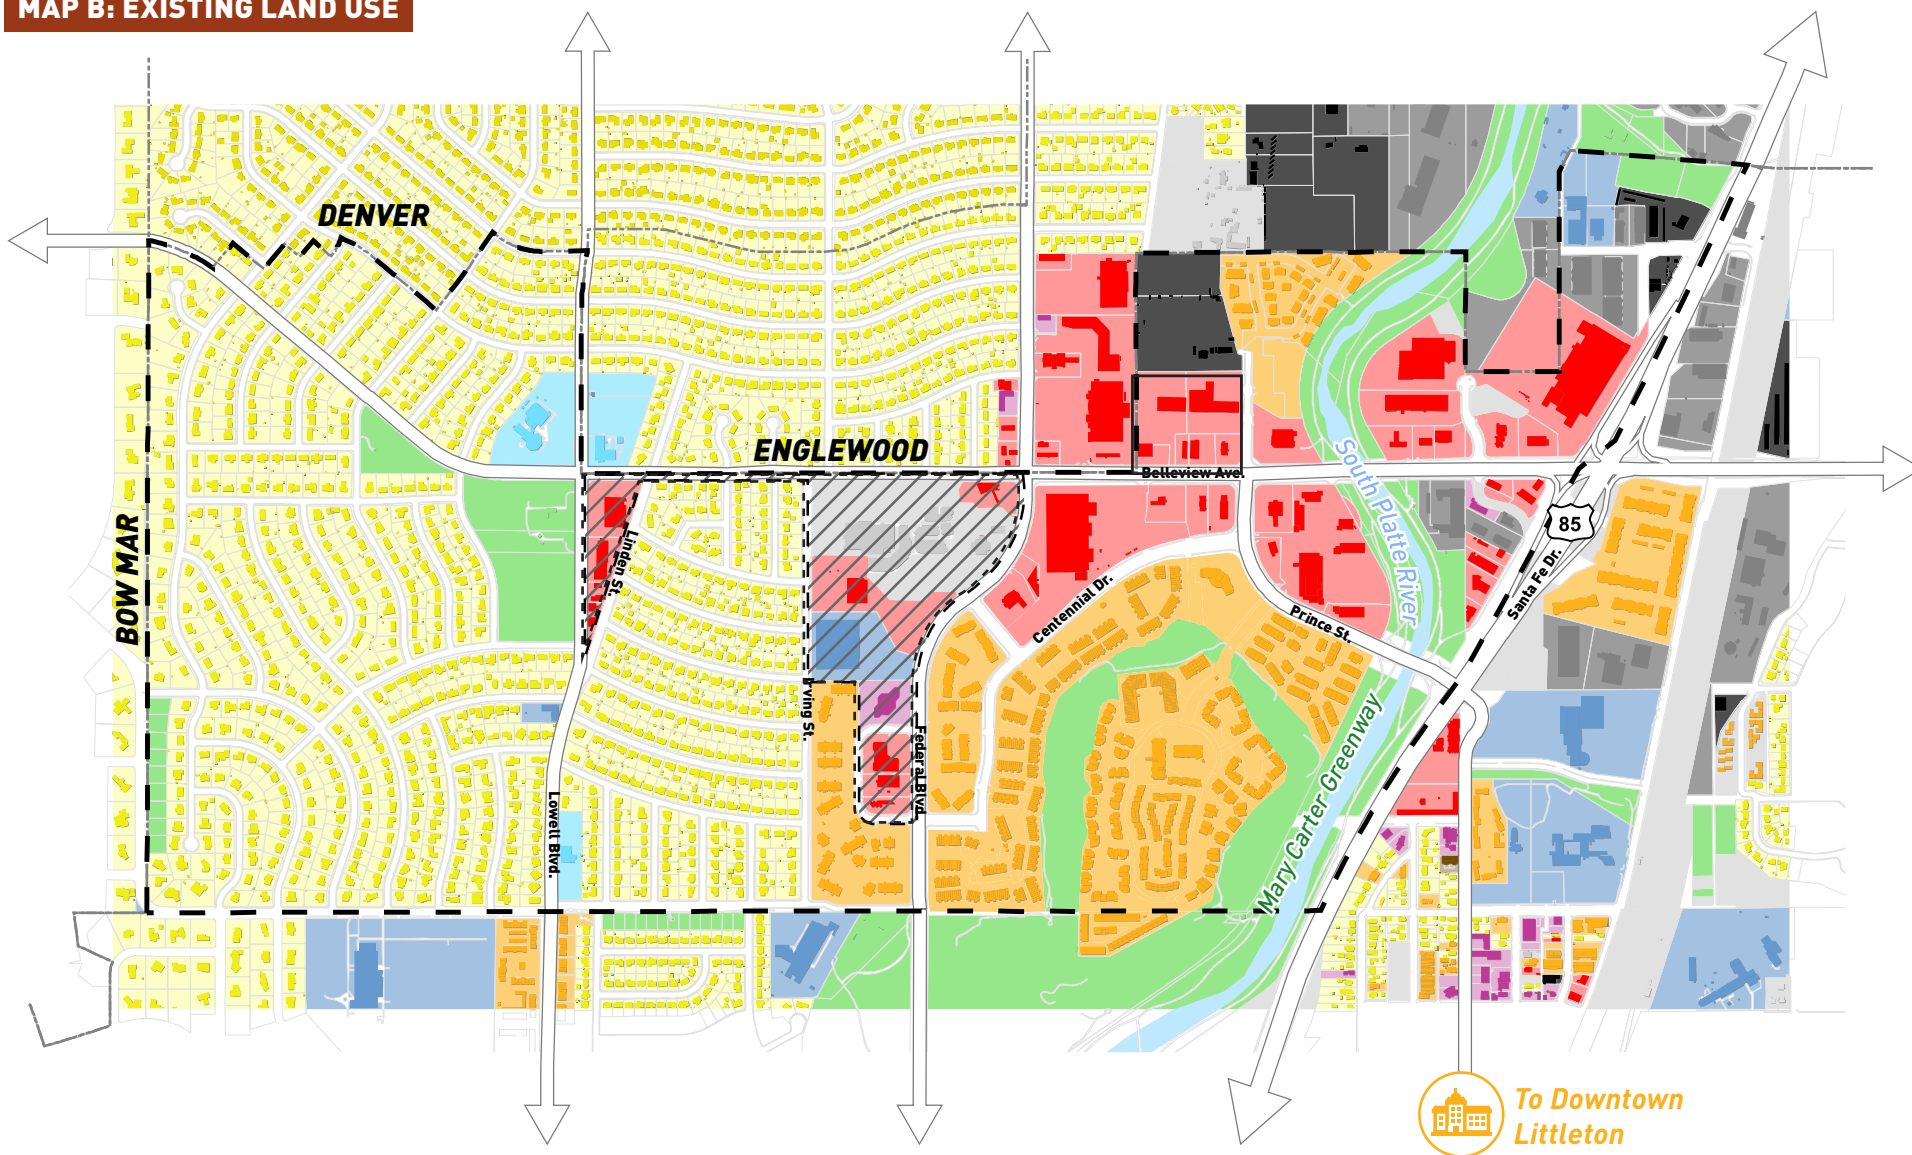 MAP B: EXISTING LAND USE
DENVER
ENGLEWOOD
Belleview Ave.
South Platte River
85
BOW MAR
Linden St.
Santa Fe Dr.
Centennial Dr.
Prince St.
Irving St.
Federal Blvd.
Mary Carter Greenway
Lowell Blvd.
To Downtown
Littleton